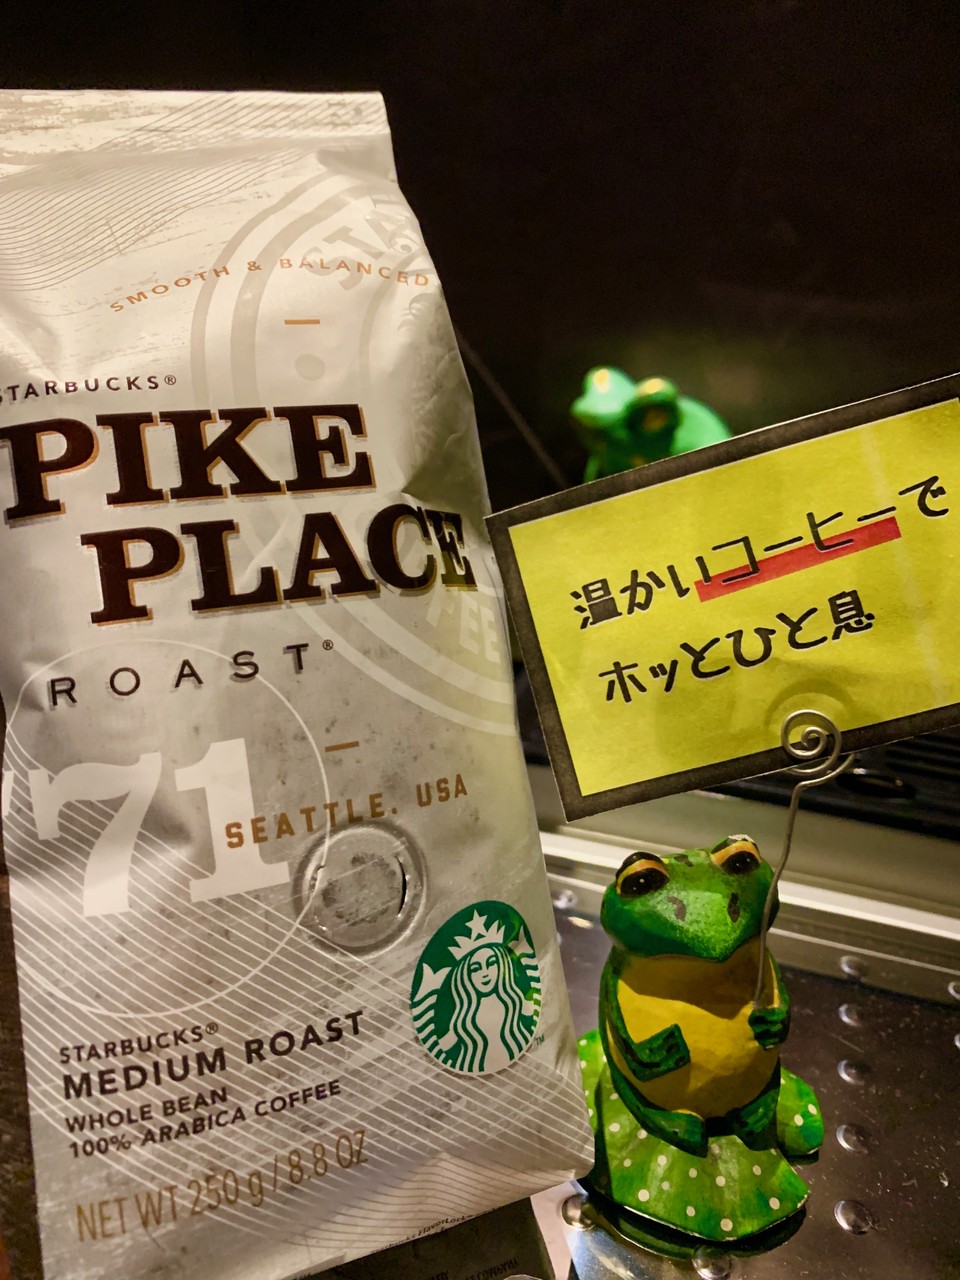 SMOOTH & BALANCED
STARBUCKS®
PIKE
PLACE
ROAST®
'71
SEATTLE, USA
STARBUCKS®
MEDIUM ROAST
WHOLE BEAN
100% ARABICA COFFEE
NET WT 250 g / 8.8 OZ
TM
温かいコーヒーで
ホッとひと息